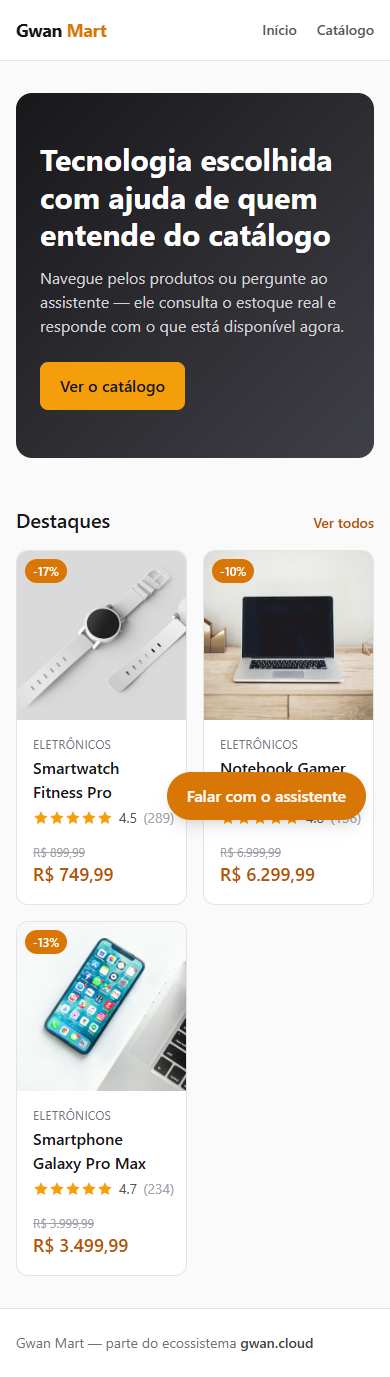 Gwan Mart
Início Catálogo
Tecnologia escolhida
com ajuda de quem
entende do catálogo
Navegue pelos produtos ou pergunte ao
assistente — ele consulta o estoque real e
responde com o que está disponível agora.
Ver o catálogo
Destaques
Ver todos
-17%
ELETRÔNICOS
Smartwatch
Fitness Pro
4.5 (289)
R$ 899,99
R$ 749,99
-10%
ELETRÔNICOS
Notebook Gamer
Falar com o assistente
R$ 6.999,99
R$ 6.299,99
-13%
ELETRÔNICOS
Smartphone
Galaxy Pro Max
4.7 (234)
R$ 3.999,99
R$ 3.499,99
Gwan Mart — parte do ecossistema gwan.cloud